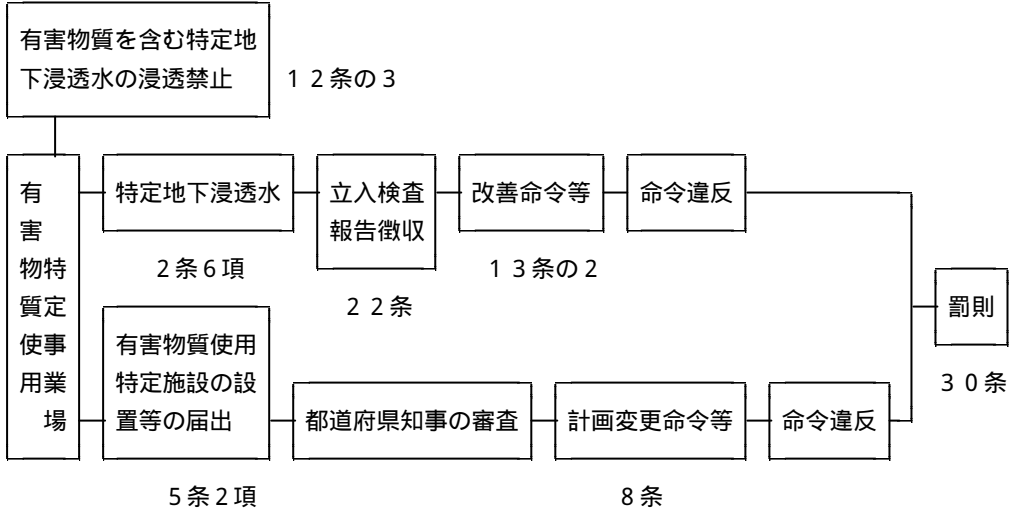 有害物質を含む特定地
下浸透水の浸透禁止
１２条の３
有
害
物特
質定
使事
用業
場
特定地下浸透水
２条６項
立入検査
報告徴収
２２条
改善命令等
１３条の２
命令違反
有害物質使用
特定施設の設
置等の届出
５条２項
都道府県知事の審査
計画変更命令等
８条
命令違反
罰則
３０条